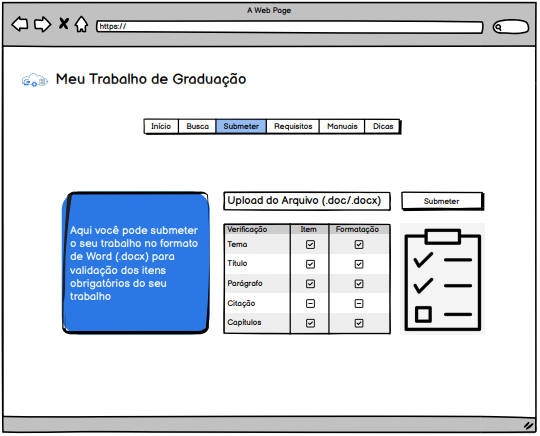 A Web Page
https://
Meu Trabalho de Graduação
Início Busca Submeter Requisitos Manuais Dicas
Aqui você pode submeter
o seu trabalho no formato
de Word (.docx) para
validação dos itens
obrigatórios do seu
trabalho
Upload do Arquivo (.doc/.docx)
Submeter
Verificação Item Formatação
Tema
Título
Parágrafo
Citação
Capítulos